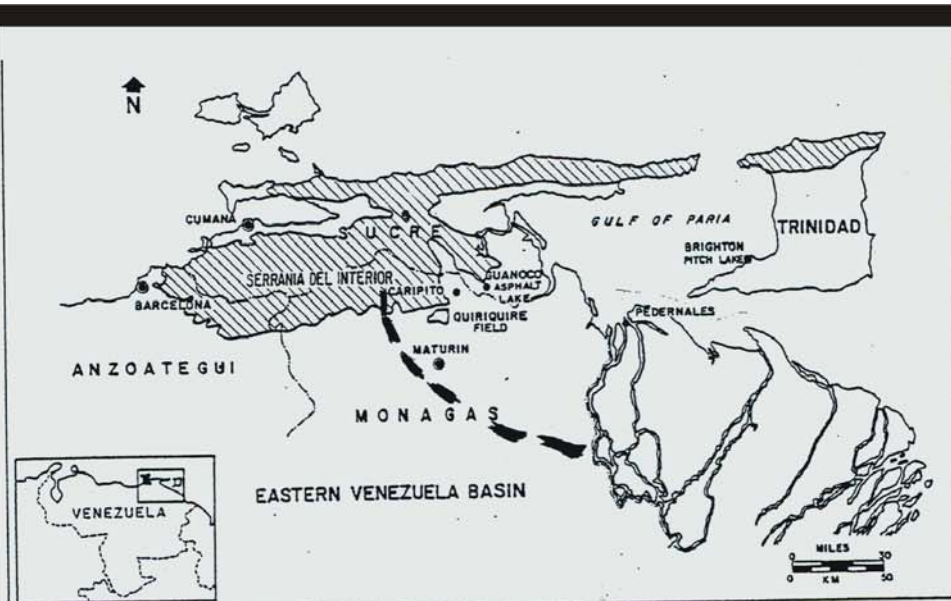 N
CUMANA
SUCRE
GULF OF PARIA
TRINIDAD
BRIGHTON
PITCH LAKE
SERRANIA DEL INTERIOR
GUANOCO
ASPHALT
LAKE
CARIPITO
BARCELONA
QUIRIQUIRE
FIELD
PEDERNALES
MATURIN
ANZOATEGUI
MONAGAS
EASTERN VENEZUELA BASIN
VENEZUELA
MILES
0 30
0 50
KM